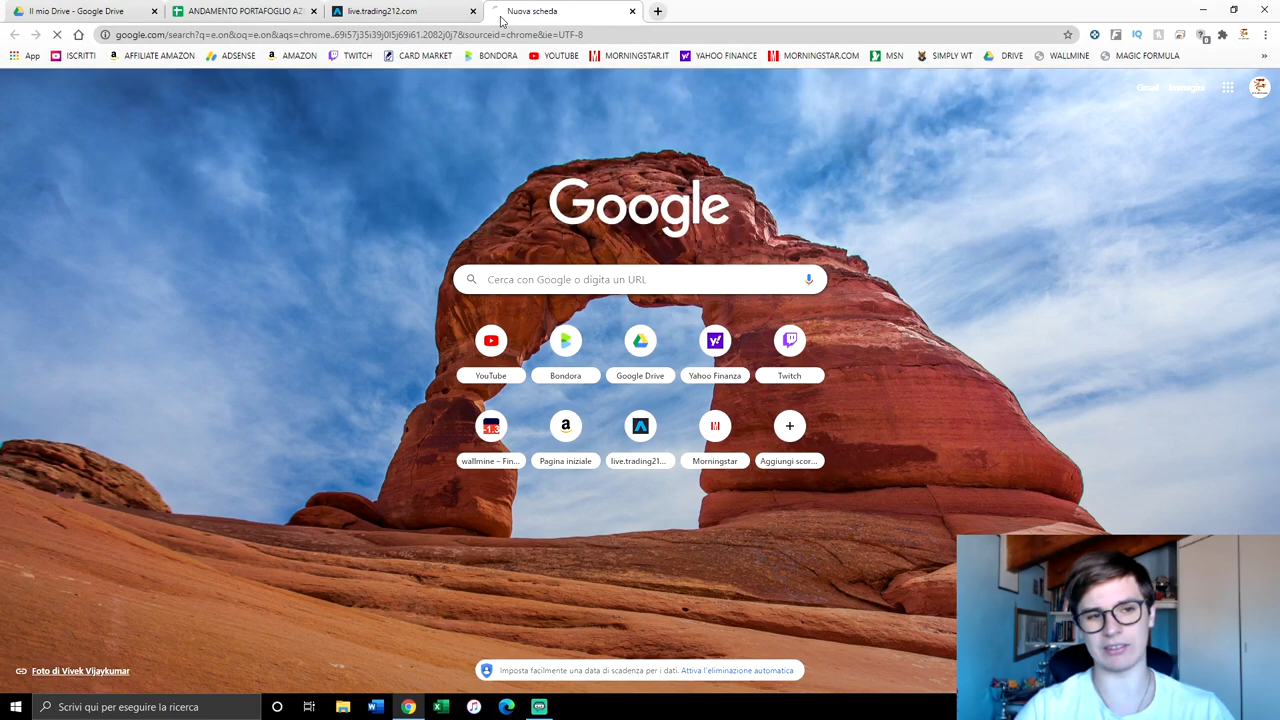 Il mio Drive - Google Drive
ANDAMENTO PORTAFOGLIO AZI
live.trading212.com
Nuova scheda
google.com/search?q=e.on&oq=e.on&aqs=chrome..69i57j35i39j0l5j69i61.2082j0j7&sourceid=chrome&ie=UTF-8
App ISCRITTI AFFILIATE AMAZON ADSENSE AMAZON TWITCH CARD MARKET BONDORA YOUTUBE MORNINGSTAR.IT YAHOO FINANCE MORNINGSTAR.COM MSN SIMPLY WT DRIVE WALLMINE MAGIC FORMULA »
Gmail Immagini
Google
Cerca con Google o digita un URL
YouTube Bondora Google Drive Yahoo Finanza Twitch
wallmine – Fin... Pagina iniziale live.trading21... Morningstar Aggiungi scor...
Foto di Vivek Vijaykumar
Imposta facilmente una data di scadenza per i dati. Attiva l'eliminazione automatica
Scrivi qui per eseguire la ricerca